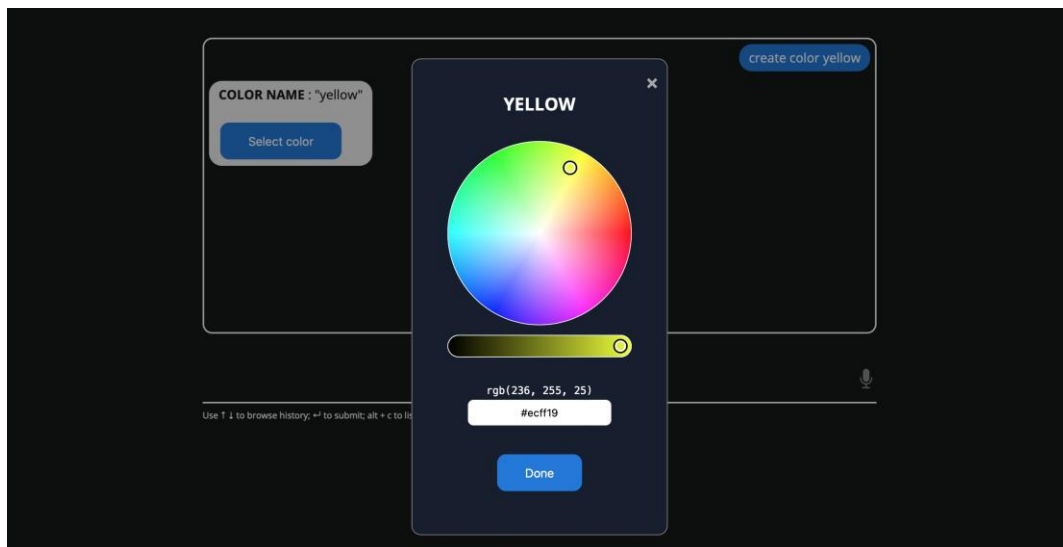 create color yellow
COLOR NAME : "yellow"
Select color
×
YELLOW
rgb(236, 255, 25)
#ecff19
Done
Use ↑ ↓ to browse history; ↵ to submit; alt + c to lis